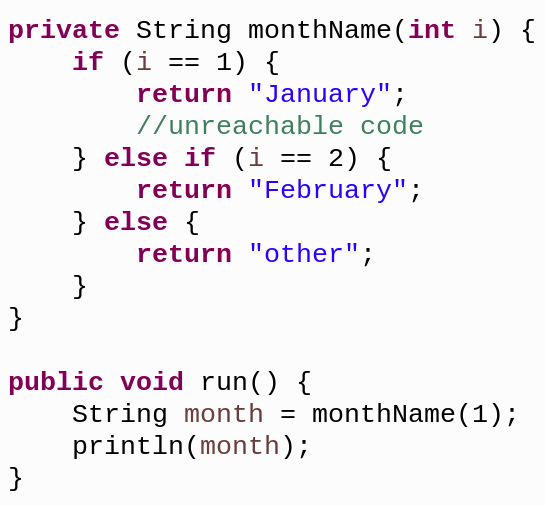 private String monthName(int i) {
    if (i == 1) {
        return "January";
        //unreachable code
    } else if (i == 2) {
        return "February";
    } else {
        return "other";
    }
}

public void run() {
    String month = monthName(1);
    println(month);
}